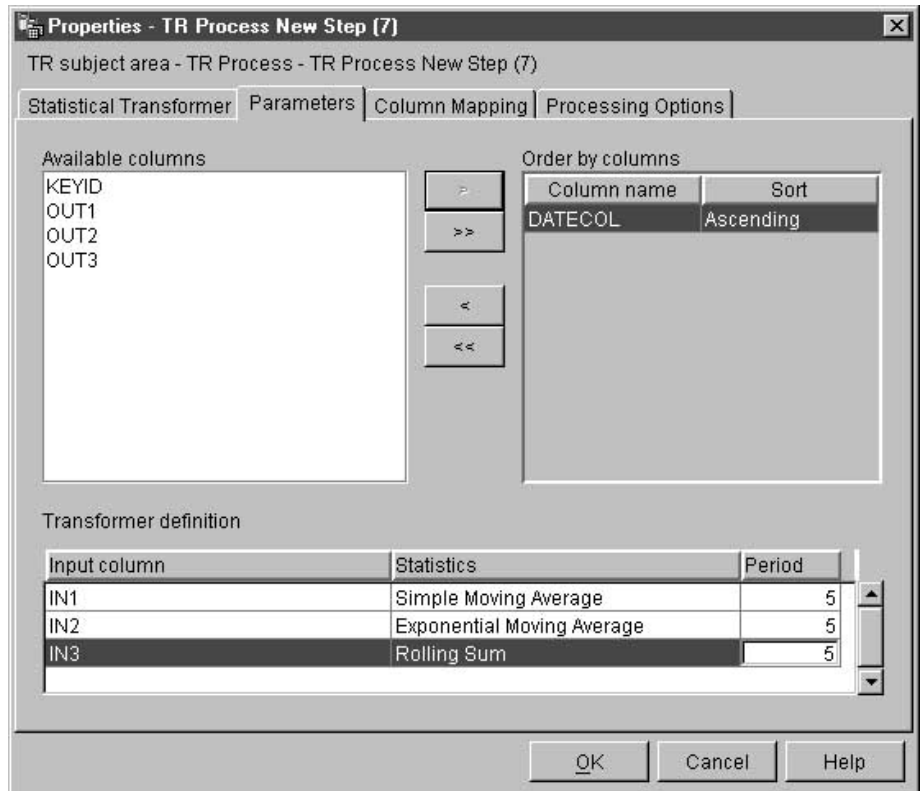 Properties - TR Process New Step (7)
TR subject area - TR Process - TR Process New Step (7)
Statistical Transformer Parameters Column Mapping Processing Options
Available columns
KEYID
OUT1
OUT2
OUT3
>
>>
<
<<
Order by columns
Column name Sort
DATECOL Ascending
Transformer definition
Input column Statistics Period
IN1 Simple Moving Average 5
IN2 Exponential Moving Average 5
IN3 Rolling Sum 5
OK Cancel Help